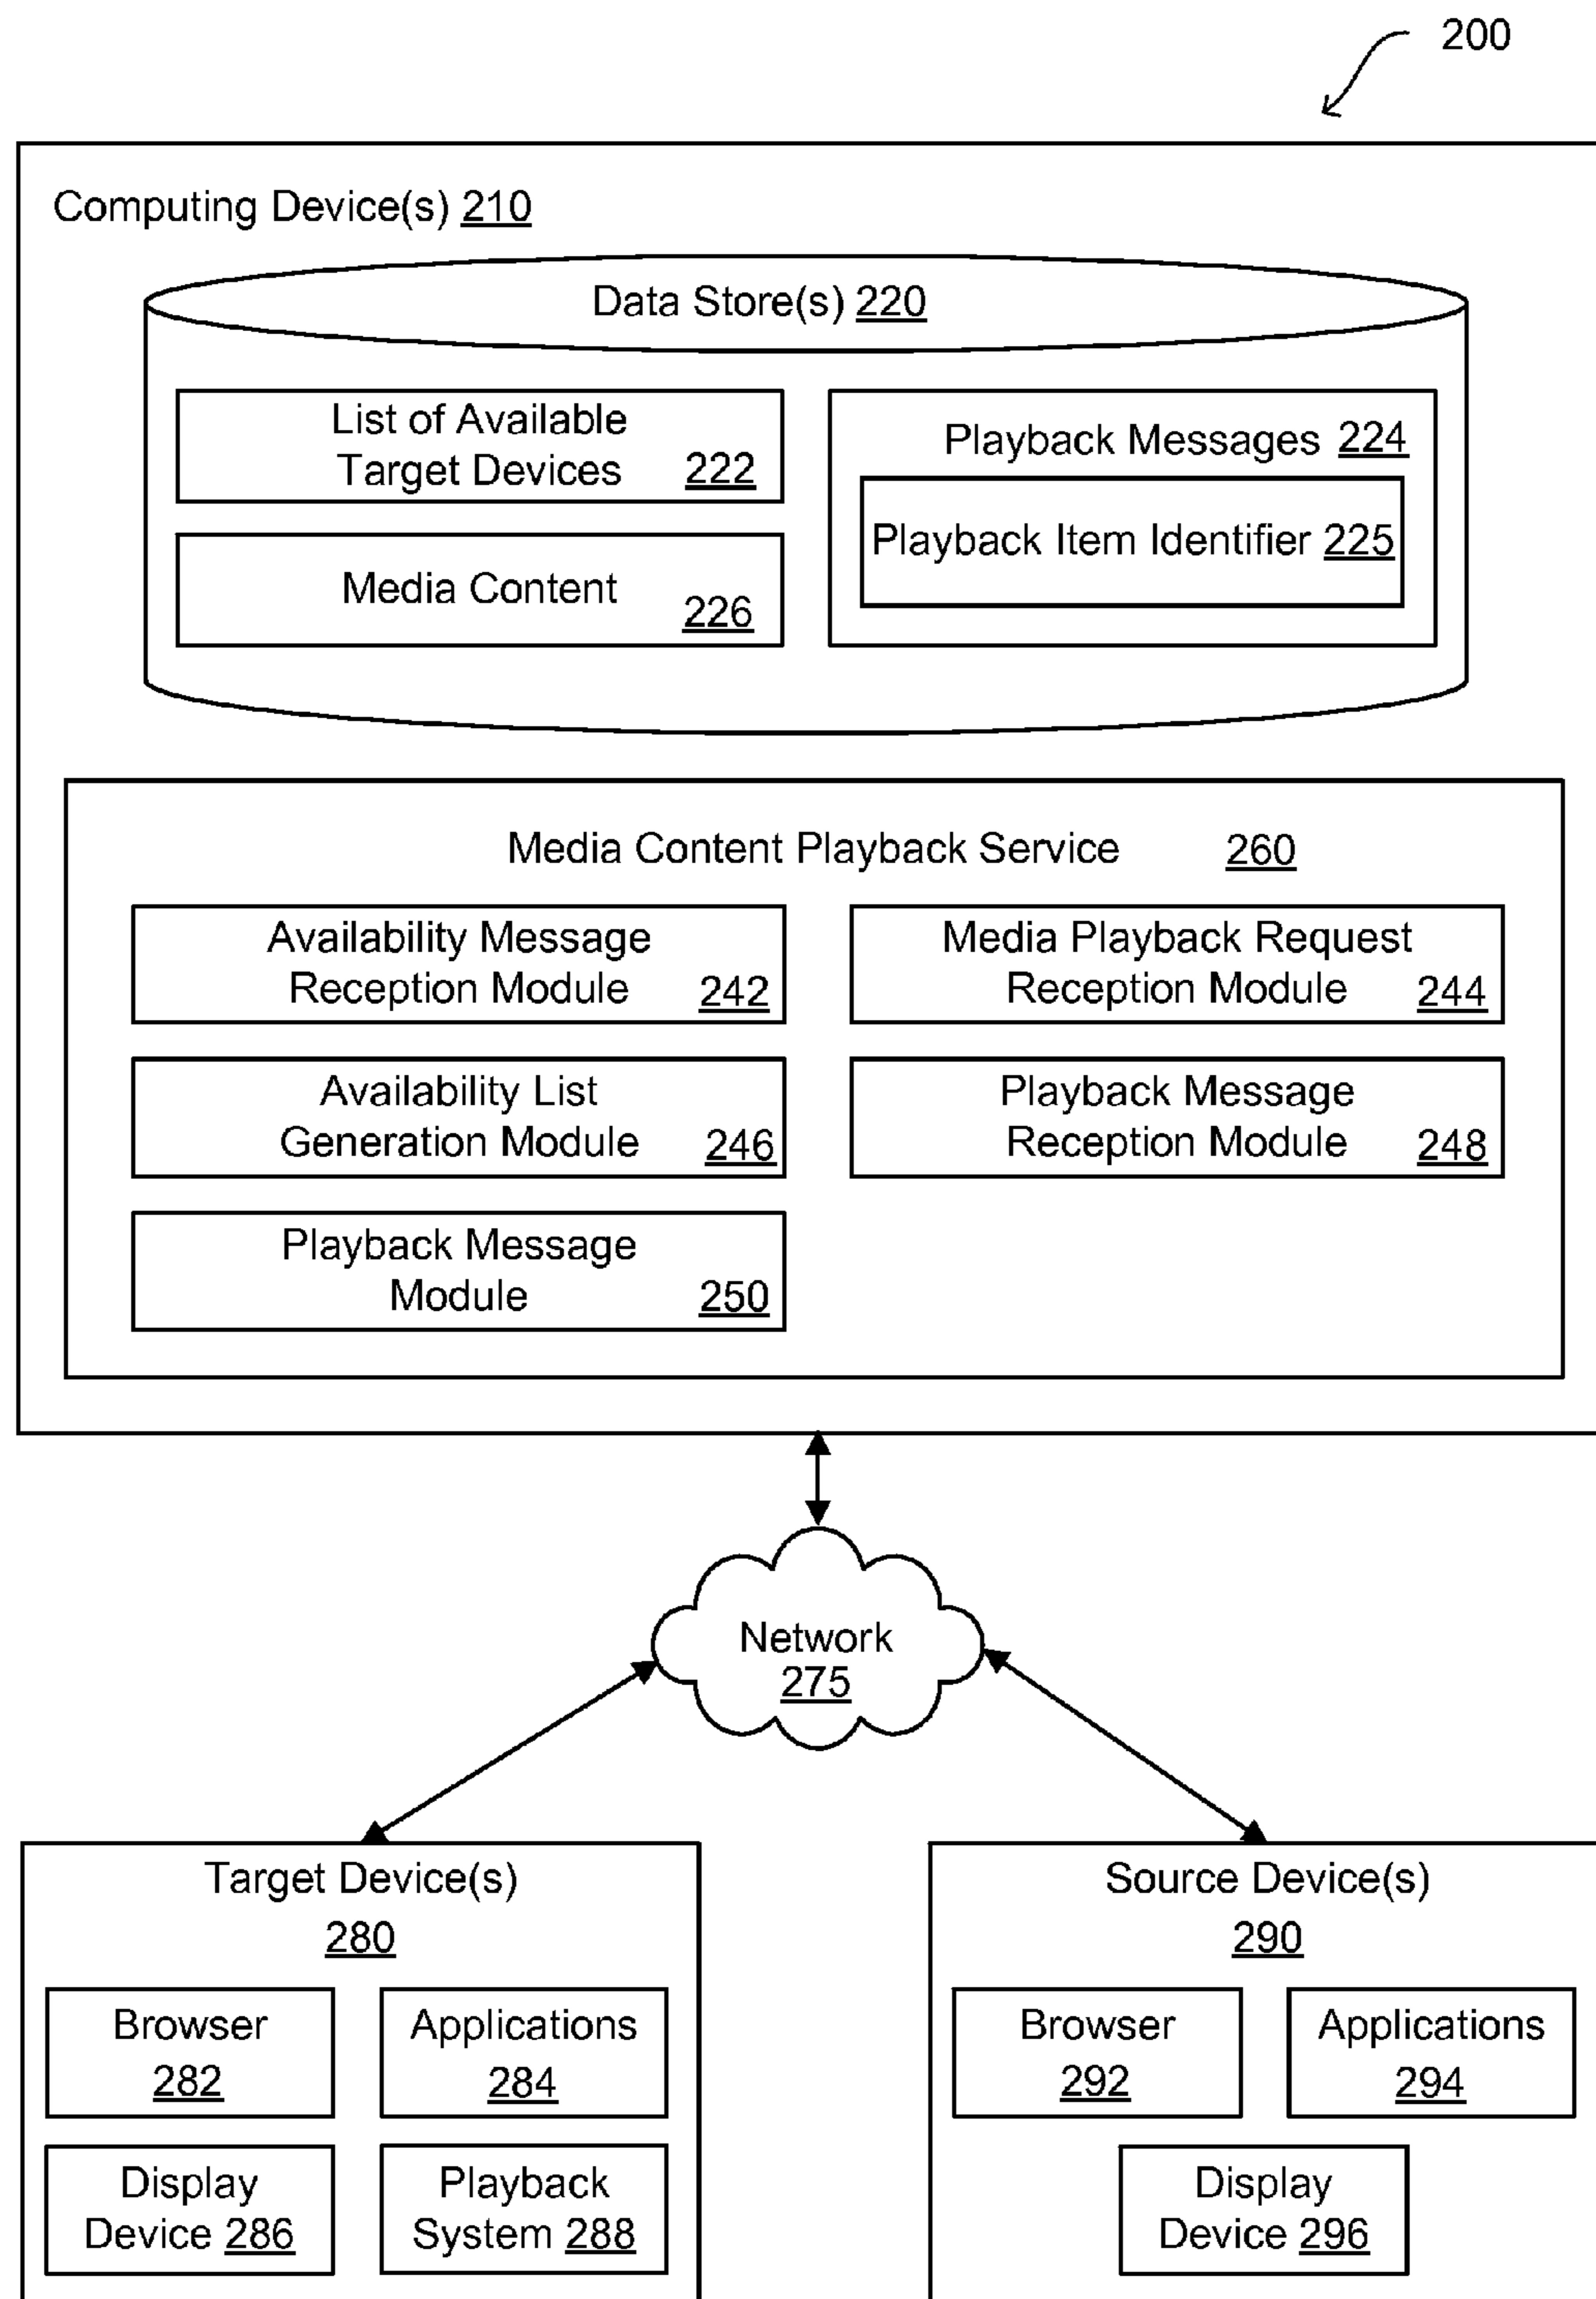 200
Computing Device(s) 210
Data Store(s) 220
List of Available
Target Devices 222
Playback Messages 224
Playback Item Identifier 225
Media Content
226
Media Content Playback Service 260
Availability Message
Reception Module 242
Media Playback Request
Reception Module 244
Availability List
Generation Module 246
Playback Message
Reception Module 248
Playback Message
Module 250
Network
275
Target Device(s)
280
Browser
282
Applications
284
Display
Device 286
Playback
System 288
Source Device(s)
290
Browser
292
Applications
294
Display
Device 296